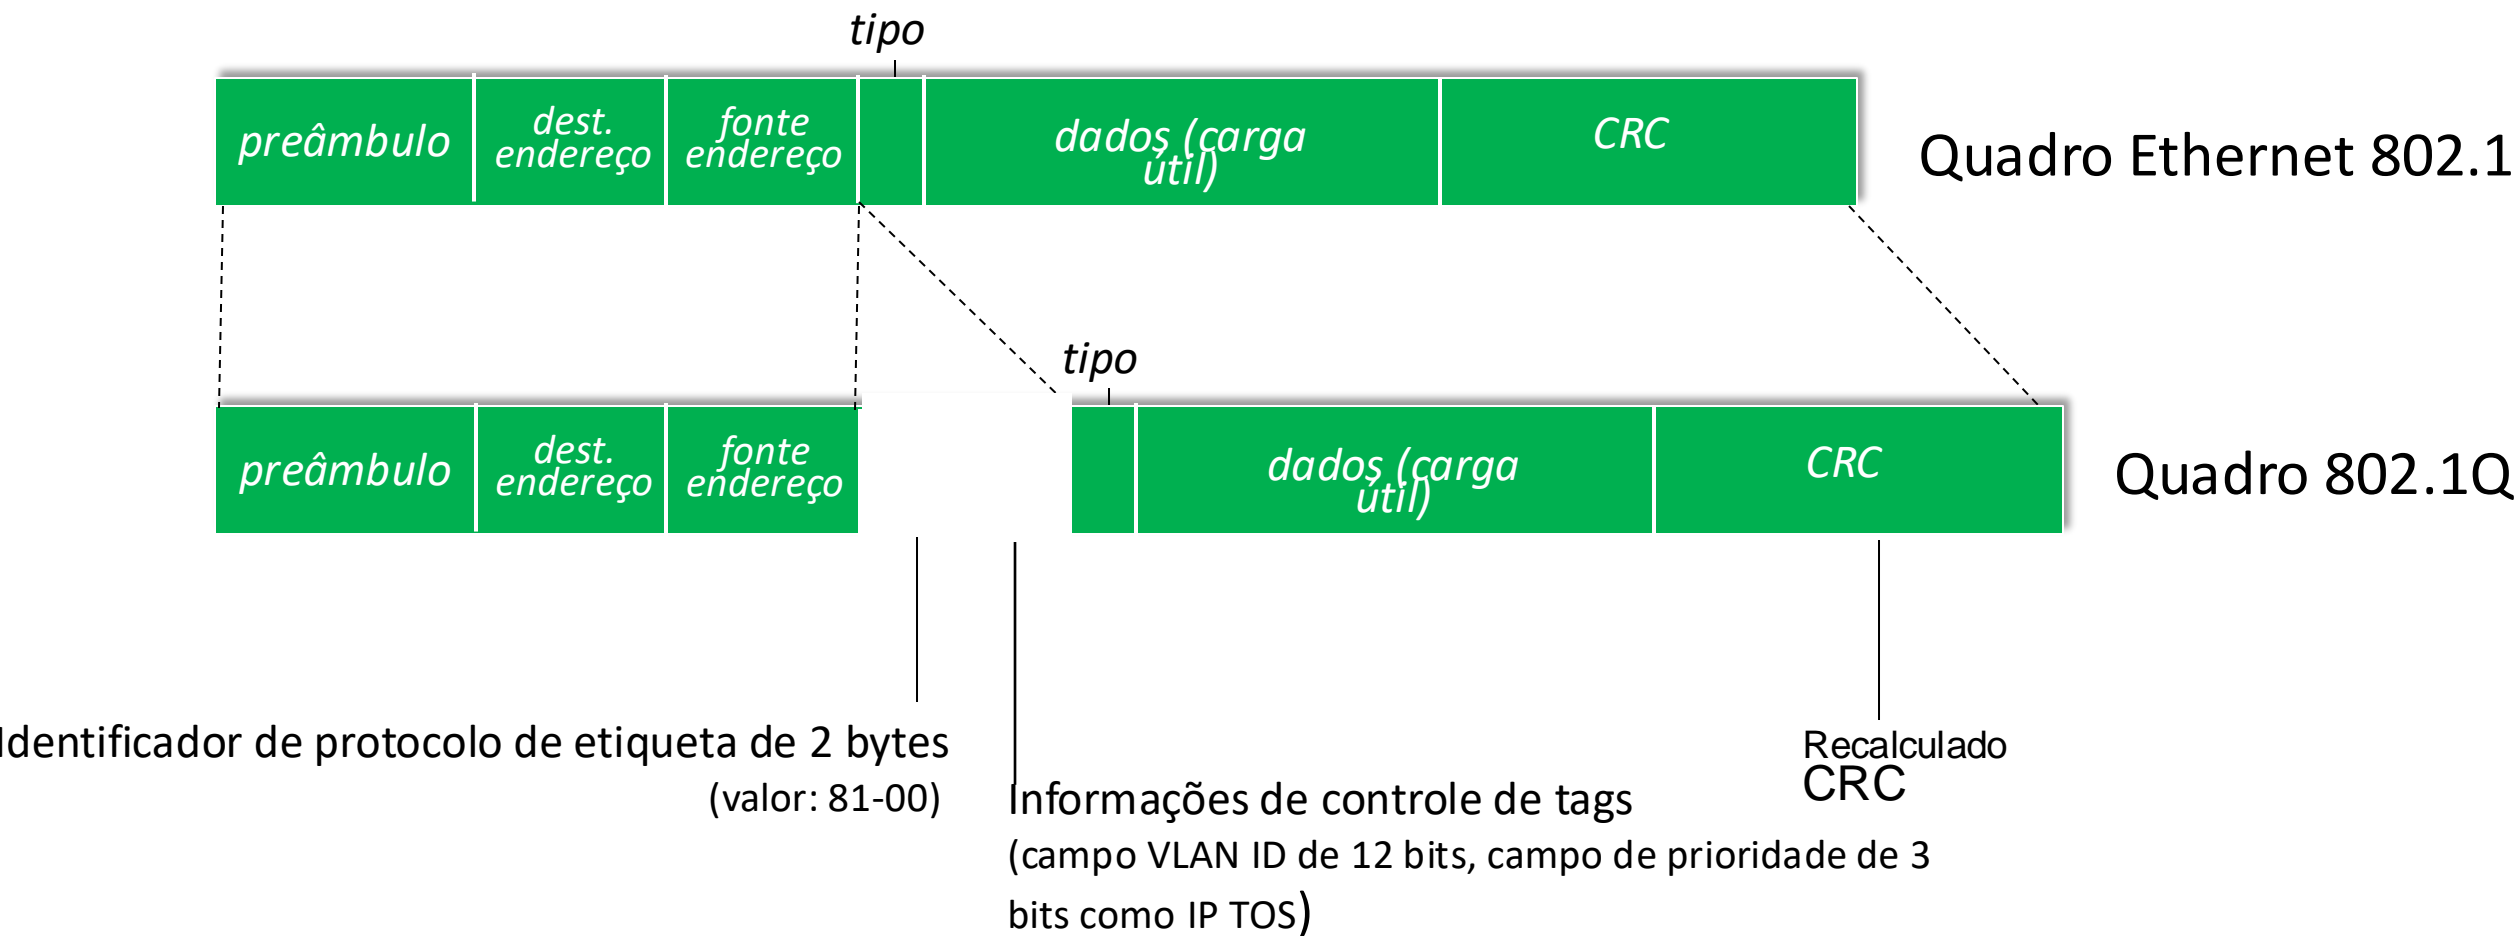 tipo
preâmbulo
dest.
endereço
fonte
endereço
dados (carga
útil)
CRC
Quadro Ethernet 802.1
tipo
preâmbulo
dest.
endereço
fonte
endereço
dados (carga
útil)
CRC
Quadro 802.1Q
Identificador de protocolo de etiqueta de 2 bytes
(valor: 81-00)
Recalculado
CRC
Informações de controle de tags
(campo VLAN ID de 12 bits, campo de prioridade de 3
bits como IP TOS)